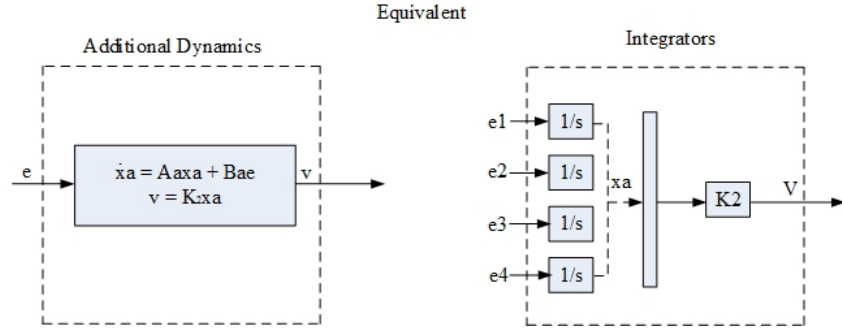 Equivalent
Additional Dynamics
e
ẋa = Aaxa + Bae
v = K₂xa
v
Integrators
e1
1/s
e2
1/s
e3
1/s
e4
1/s
xa
K2
V